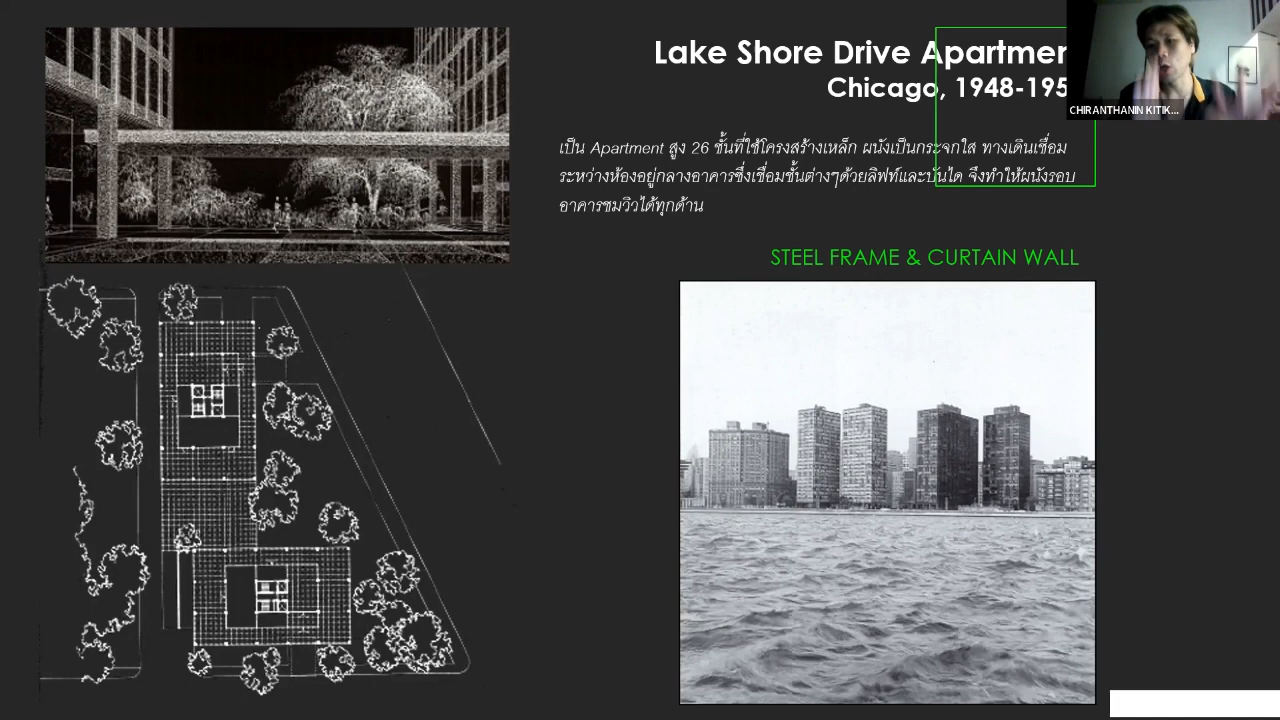 Lake Shore Drive Apartmen
Chicago, 1948-195
CHIRANTHANIN KITIK...
เป็น Apartment สูง 26 ชั้นที่ใช้โครงสร้างเหล็ก ผนังเป็นกระจกใส ทางเดินเชื่อม
ระหว่างห้องอยู่กลางอาคารซึ่งเชื่อมชั้นต่างๆด้วยลิฟท์และบันได จึงทำให้ผนังรอบ
อาคารชมวิวได้ทุกด้าน
STEEL FRAME & CURTAIN WALL